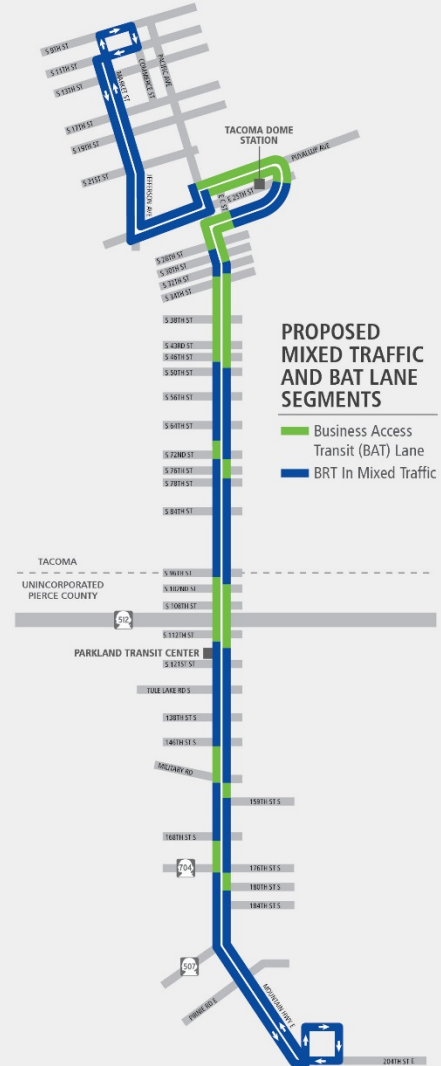 S 9TH ST
S 11TH ST
S 13TH ST
MARKET ST
COMMERCE ST
PACIFIC AVE
S 17TH ST
S 19TH ST
S 21ST ST
JEFFERSON AVE
TACOMA DOME
STATION
PUYALLUP AVE
E 25TH ST
E C ST
S 28TH ST
S 30TH ST
S 32TH ST
S 34TH ST
S 38TH ST
PROPOSED
MIXED TRAFFIC
AND BAT LANE
SEGMENTS
Business Access
Transit (BAT) Lane
BRT In Mixed Traffic
S 43RD ST
S 46TH ST
S 50TH ST
S 56TH ST
S 64TH ST
S 72ND ST
S 76TH ST
S 78TH ST
S 84TH ST
TACOMA
S 96TH ST
UNINCORPORATED
PIERCE COUNTY
S 102ND ST
S 108TH ST
512
S 112TH ST
PARKLAND TRANSIT CENTER
S 121ST ST
TULE LAKE RD S
138TH ST S
146TH ST S
MILITARY RD
159TH ST S
168TH ST S
704
176TH ST S
180TH ST S
184TH ST S
507
PIRNIE RD E
MOUNTAIN HWY E
204TH ST E